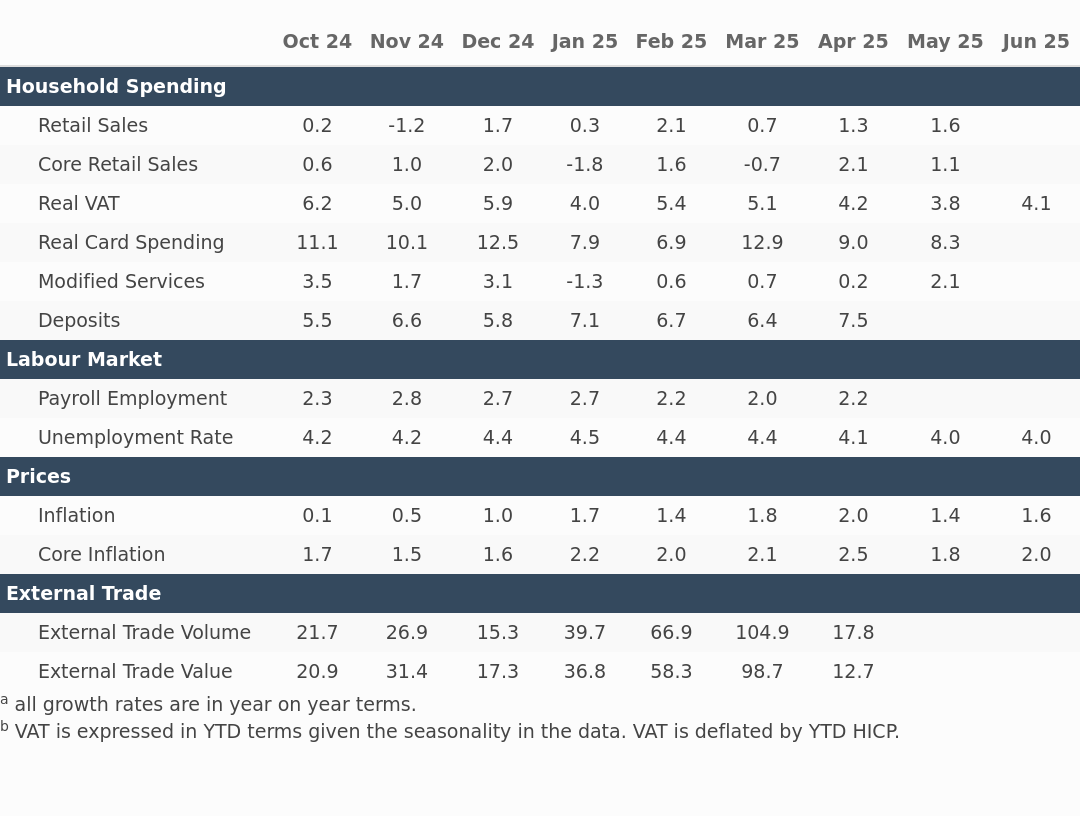 Oct 24 Nov 24 Dec 24 Jan 25 Feb 25 Mar 25 Apr 25 May 25 Jun 25
Household Spending
Retail Sales 0.2 -1.2 1.7 0.3 2.1 0.7 1.3 1.6
Core Retail Sales 0.6 1.0 2.0 -1.8 1.6 -0.7 2.1 1.1
Real VAT 6.2 5.0 5.9 4.0 5.4 5.1 4.2 3.8 4.1
Real Card Spending 11.1 10.1 12.5 7.9 6.9 12.9 9.0 8.3
Modified Services 3.5 1.7 3.1 -1.3 0.6 0.7 0.2 2.1
Deposits 5.5 6.6 5.8 7.1 6.7 6.4 7.5
Labour Market
Payroll Employment 2.3 2.8 2.7 2.7 2.2 2.0 2.2
Unemployment Rate 4.2 4.2 4.4 4.5 4.4 4.4 4.1 4.0 4.0
Prices
Inflation 0.1 0.5 1.0 1.7 1.4 1.8 2.0 1.4 1.6
Core Inflation 1.7 1.5 1.6 2.2 2.0 2.1 2.5 1.8 2.0
External Trade
External Trade Volume 21.7 26.9 15.3 39.7 66.9 104.9 17.8
External Trade Value 20.9 31.4 17.3 36.8 58.3 98.7 12.7
a all growth rates are in year on year terms.
b VAT is expressed in YTD terms given the seasonality in the data. VAT is deflated by YTD HICP.